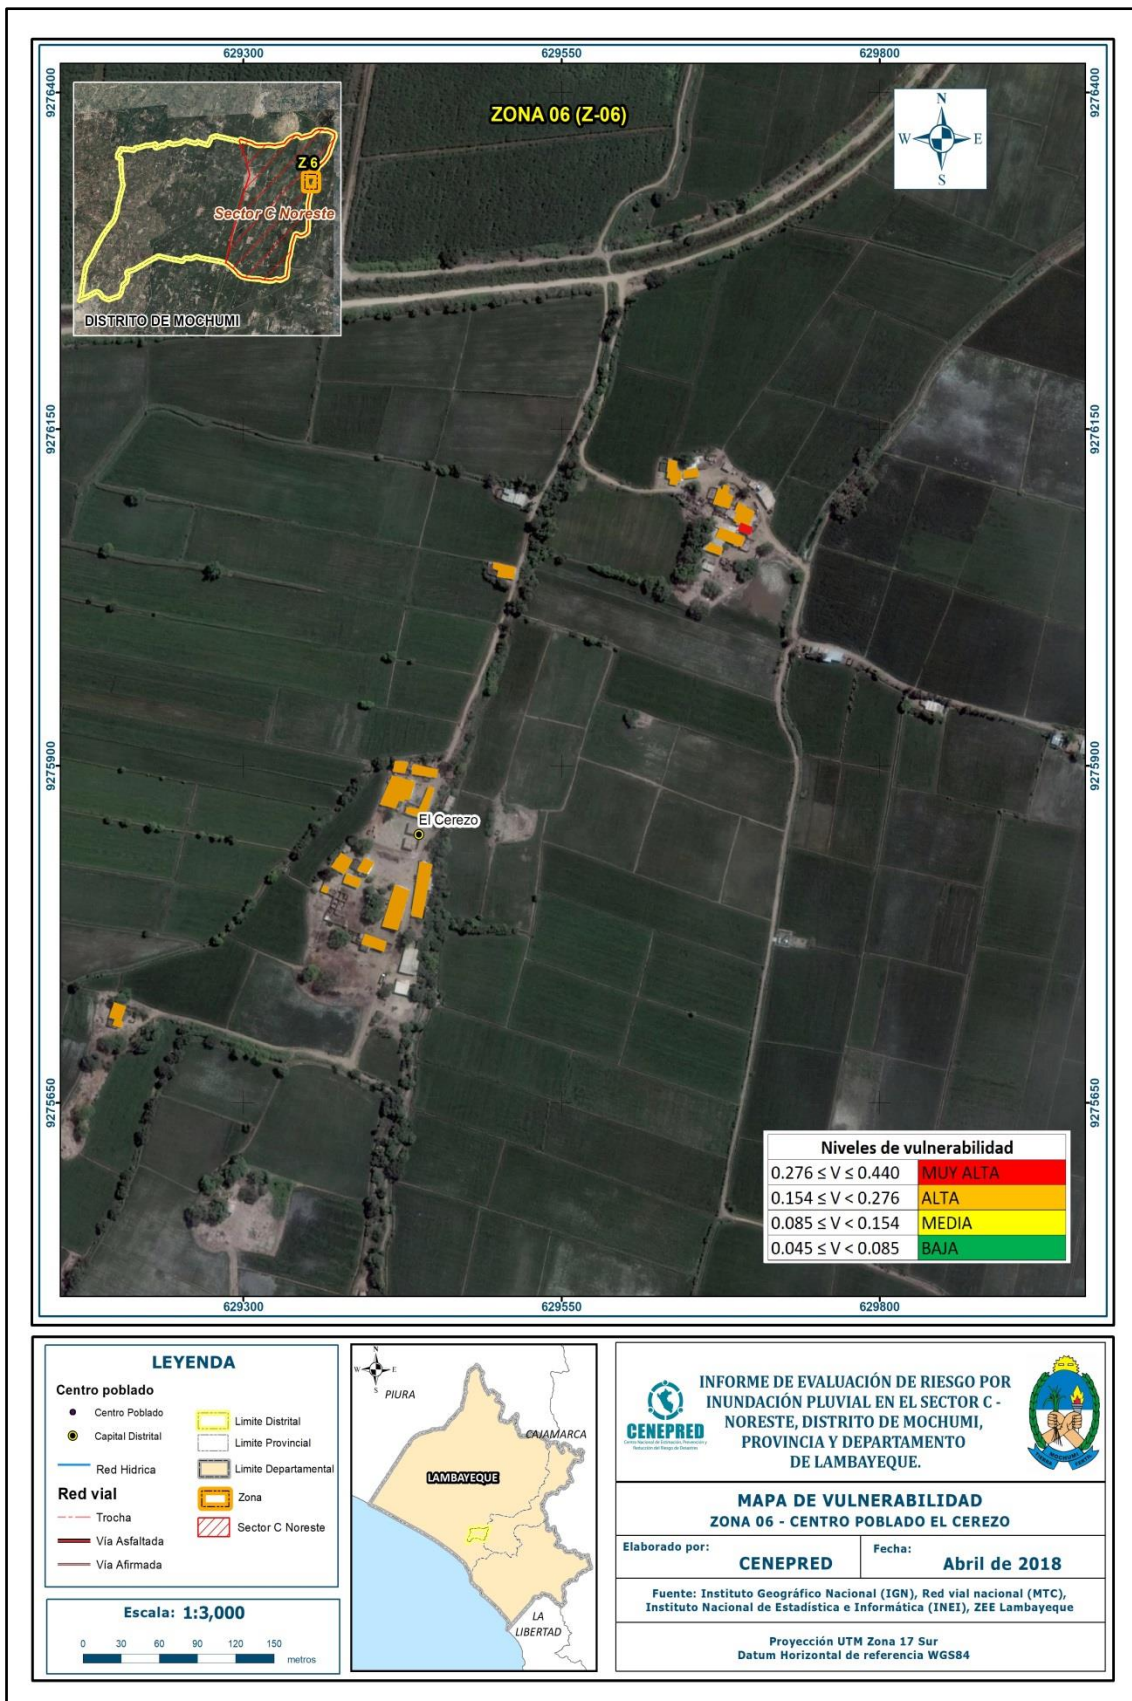 629300
629550
629800
9276400
9276400
ZONA 06 (Z-06)
N
W
E
S
Z 6
Sector C Noreste
DISTRITO DE MOCHUMI
9276150
9276150
9275900
9275900
El Cerezo
9275650
9275650
Niveles de vulnerabilidad
0.276 ≤ V ≤ 0.440 MUY ALTA
0.154 ≤ V < 0.276 ALTA
0.085 ≤ V < 0.154 MEDIA
0.045 ≤ V < 0.085 BAJA
629300
629550
629800
LEYENDA
Centro poblado
Centro Poblado
Capital Distrital
Red Hidrica
Red vial
Trocha
Vía Asfaltada
Vía Afirmada
Limite Distrital
Limite Provincial
Limite Departamental
Zona
Sector C Noreste
Escala: 1:3,000
0 30 60 90 120 150
metros
N
W
E
S
PIURA
CAJAMARCA
LAMBAYEQUE
LA
LIBERTAD
CENEPRED
INFORME DE EVALUACIÓN DE RIESGO POR
INUNDACIÓN PLUVIAL EN EL SECTOR C -
NORESTE, DISTRITO DE MOCHUMI,
PROVINCIA Y DEPARTAMENTO
DE LAMBAYEQUE.
MOCHUMI
MAPA DE VULNERABILIDAD
ZONA 06 - CENTRO POBLADO EL CEREZO
Elaborado por:
CENEPRED
Fecha:
Abril de 2018
Fuente: Instituto Geográfico Nacional (IGN), Red vial nacional (MTC),
Instituto Nacional de Estadística e Informática (INEI), ZEE Lambayeque
Proyección UTM Zona 17 Sur
Datum Horizontal de referencia WGS84